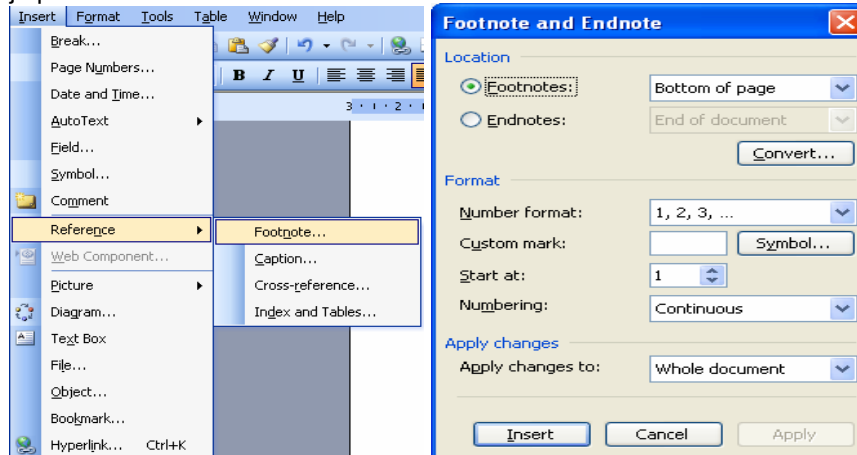 Insert Format Tools Table Window Help
Break...
Page Numbers...
Date and Time...
AutoText
Field...
Symbol...
Comment
Reference
Web Component...
Picture
Diagram...
Text Box
File...
Object...
Bookmark...
Hyperlink... Ctrl+K
B I U
3 · 1 · 2 ·
Footnote...
Caption...
Cross-reference...
Index and Tables...
Footnote and Endnote
Location
Footnotes: Bottom of page
Endnotes: End of document
Convert...
Format
Number format: 1, 2, 3, ...
Custom mark: Symbol...
Start at: 1
Numbering: Continuous
Apply changes
Apply changes to: Whole document
Insert Cancel Apply